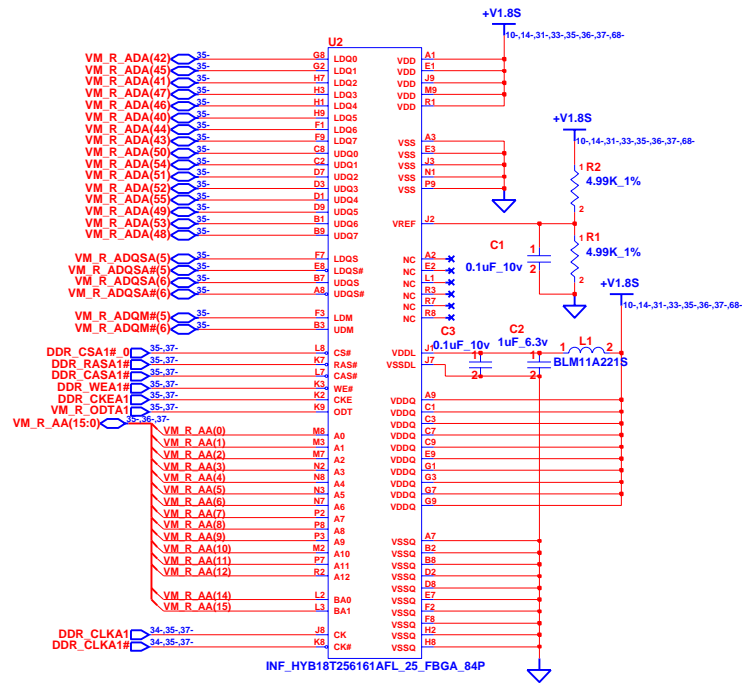 +V1.8S
10-,14-,31-,33-,35-,36-,37-,68-
U2
VM_R_ADA(42) 35- G8 LDQ0 VDD A1
VM_R_ADA(45) 35- G2 LDQ1 VDD E1
VM_R_ADA(41) 35- H7 LDQ2 VDD J9
VM_R_ADA(47) 35- H3 LDQ3 VDD M9
VM_R_ADA(46) 35- H1 LDQ4 VDD R1
VM_R_ADA(40) 35- H9 LDQ5
VM_R_ADA(44) 35- F1 LDQ6
VM_R_ADA(43) 35- F9 LDQ7
+V1.8S
10-,14-,31-,33-,35-,36-,37-,68-
VM_R_ADA(50) 35- C8 UDQ0 VSS A3
VM_R_ADA(54) 35- C2 UDQ1 VSS E3
VM_R_ADA(51) 35- D7 UDQ2 VSS J3
VM_R_ADA(52) 35- D3 UDQ3 VSS N1
VM_R_ADA(55) 35- D1 UDQ4 VSS P9
VM_R_ADA(49) 35- D9 UDQ5
VM_R_ADA(53) 35- B1 UDQ6 VREF J2
VM_R_ADA(48) 35- B9 UDQ7
1 R2
4.99K_1%
2
1 R1
4.99K_1%
2
C1
1
0.1uF_10v
2
VM_R_ADQSA(5) 35- F7 LDQS NC A2
VM_R_ADQSA#(5) 35- E8 LDQS# NC E2
VM_R_ADQSA(6) 35- B7 UDQS NC L1
VM_R_ADQSA#(6) 35- A8 UDQS# NC R3
NC R7
VM_R_ADQM#(5) 35- F3 LDM NC R8
VM_R_ADQM#(6) 35- B3 UDM
+V1.8S
10-,14-,31-,33-,35-,36-,37-,68-
C3 C2 L1
0.1uF_10v 1uF_6.3v 1 2
1 2 1 2 BLM11A221S
DDR_CSA1#_0 35-,37- L8 CS# VDDL J1
DDR_RASA1# 35-,37- K7 RAS# VSSDL J7
DDR_CASA1# 35-,37- L7 CAS#
DDR_WEA1# 35-,37- K3 WE#
DDR_CKEA1 35-,37- K2 CKE VDDQ A9
VM_R_ODTA1 35-,37- K9 ODT VDDQ C1
VM_R_AA(15:0) 35-,36-,37- VDDQ C3
VM_R_AA(0) M8 A0 VDDQ C7
VM_R_AA(1) M3 A1 VDDQ C9
VM_R_AA(2) M7 A2 VDDQ E9
VM_R_AA(3) N2 A3 VDDQ G1
VM_R_AA(4) N8 A4 VDDQ G3
VM_R_AA(5) N3 A5 VDDQ G7
VM_R_AA(6) N7 A6 VDDQ G9
VM_R_AA(7) P2 A7
VM_R_AA(8) P8 A8
VM_R_AA(9) P3 A9 VSSQ A7
VM_R_AA(10) M2 A10 VSSQ B2
VM_R_AA(11) P7 A11 VSSQ B8
VM_R_AA(12) R2 A12 VSSQ D2
VSSQ D8
VM_R_AA(14) L2 BA0 VSSQ E7
VM_R_AA(15) L3 BA1 VSSQ F2
VSSQ F8
DDR_CLKA1 34-,35-,37- J8 CK VSSQ H2
DDR_CLKA1# 34-,35-,37- K8 CK# VSSQ H8
INF_HYB18T256161AFL_25_FBGA_84P